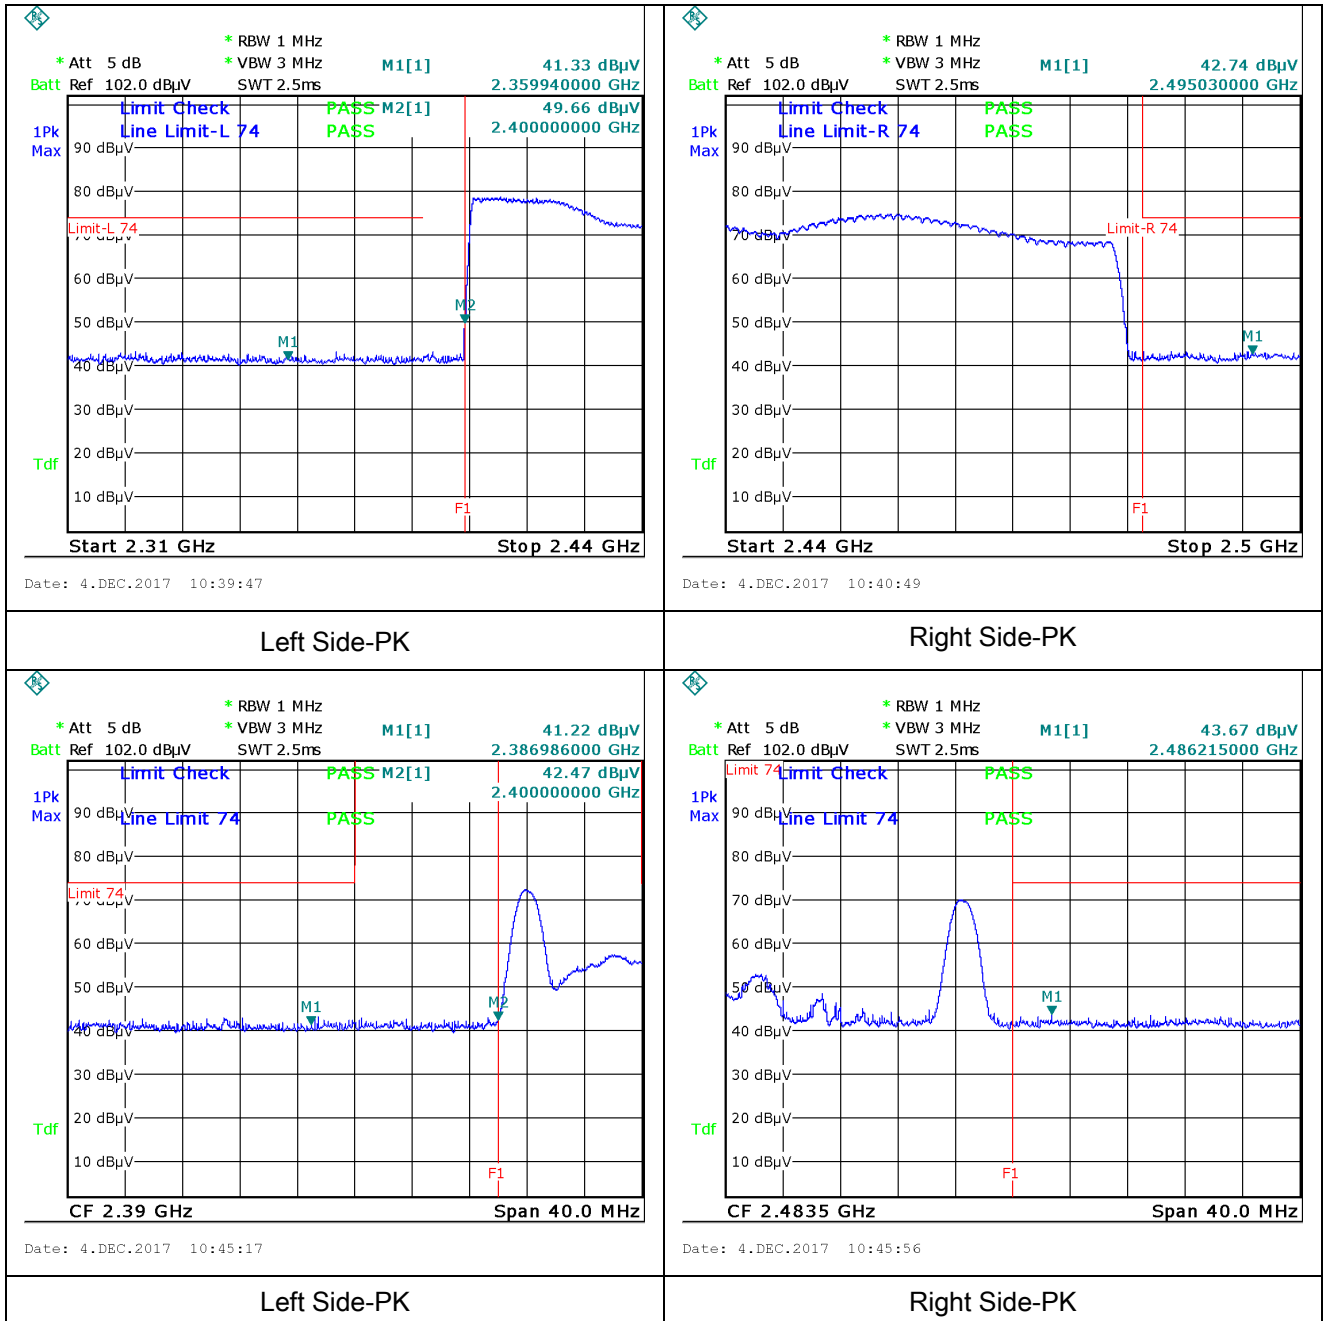 * RBW 1 MHz
* Att 5 dB * VBW 3 MHz M1[1] 41.33 dBµV
Batt Ref 102.0 dBµV SWT 2.5ms 2.359940000 GHz
Limit Check PASS M2[1] 49.66 dBµV
2.400000000 GHz
1Pk Line Limit-L 74 PASS
Max
90 dBµV
80 dBµV
Limit-L 74
70 dBµV
60 dBµV
M2
50 dBµV
M1
40 dBµV
30 dBµV
20 dBµV
Tdf
10 dBµV
F1
Start 2.31 GHz Stop 2.44 GHz
Date: 4.DEC.2017 10:39:47
Left Side-PK
* RBW 1 MHz
* Att 5 dB * VBW 3 MHz M1[1] 42.74 dBµV
Batt Ref 102.0 dBµV SWT 2.5ms 2.495030000 GHz
Limit Check PASS
1Pk Line Limit-R 74 PASS
Max
90 dBµV
80 dBµV
Limit-R 74
70 dBµV
60 dBµV
50 dBµV
M1
40 dBµV
30 dBµV
20 dBµV
Tdf
10 dBµV
F1
Start 2.44 GHz Stop 2.5 GHz
Date: 4.DEC.2017 10:40:49
Right Side-PK
* RBW 1 MHz
* Att 5 dB * VBW 3 MHz M1[1] 41.22 dBµV
Batt Ref 102.0 dBµV SWT 2.5ms 2.386986000 GHz
Limit Check PASS M2[1] 42.47 dBµV
2.400000000 GHz
1Pk
Max 90 dBµV Line Limit 74 PASS
80 dBµV
Limit 74
70 dBµV
60 dBµV
50 dBµV
M1 M2
40 dBµV
30 dBµV
20 dBµV
Tdf
10 dBµV
F1
CF 2.39 GHz Span 40.0 MHz
Date: 4.DEC.2017 10:45:17
Left Side-PK
* RBW 1 MHz
* Att 5 dB * VBW 3 MHz M1[1] 43.67 dBµV
Batt Ref 102.0 dBµV SWT 2.5ms 2.486215000 GHz
Limit 74 Limit Check PASS
1Pk
Max 90 dBµV Line Limit 74 PASS
80 dBµV
70 dBµV
60 dBµV
50 dBµV
M1
40 dBµV
30 dBµV
20 dBµV
Tdf
10 dBµV
F1
CF 2.4835 GHz Span 40.0 MHz
Date: 4.DEC.2017 10:45:56
Right Side-PK